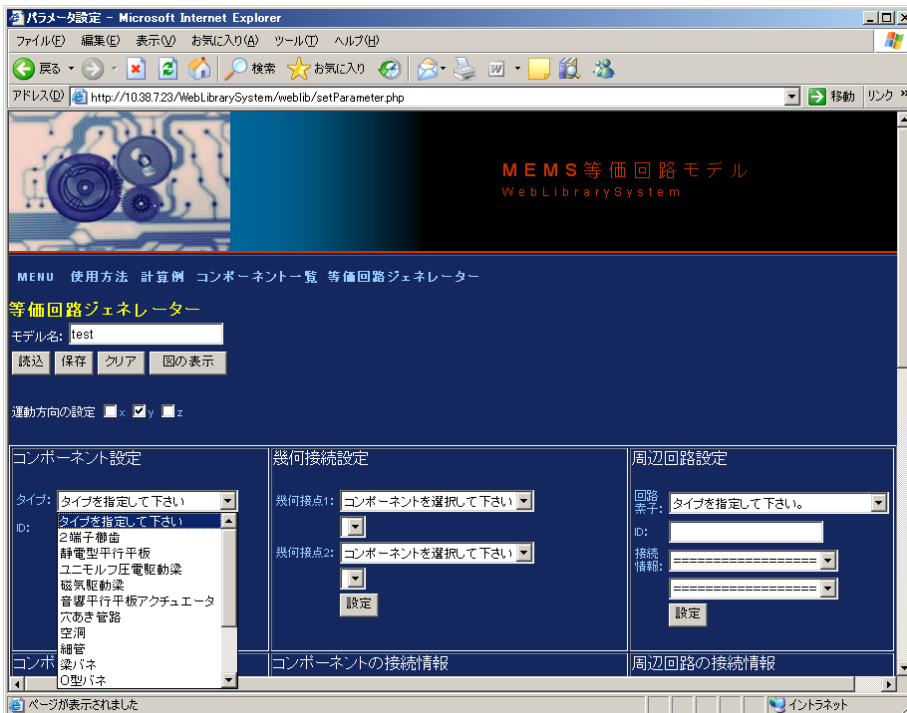 パラメータ設定 - Microsoft Internet Explorer
ファイル(F) 編集(E) 表示(V) お気に入り(A) ツール(T) ヘルプ(H)
戻る 検索 お気に入り
アドレス(D) http://10.38.7.23/WebLibrarySystem/weblib/setParameter.php 移動 リンク »
MEMS等価回路モデル
WebLibrarySystem
MENU 使用方法 計算例 コンポーネント一覧 等価回路ジェネレーター
等価回路ジェネレーター
モデル名: test
読込 保存 クリア 図の表示
運動方向の設定 x y z
コンポーネント設定
タイプ: タイプを指定して下さい
ID:
タイプを指定して下さい
2端子櫛歯
静電型平行平板
ユニモルフ圧電駆動梁
磁気駆動梁
音響平行平板アクチュエータ
穴あき管路
空洞
細管
梁バネ
O型バネ
コンポ
幾何接続設定
幾何接点1: コンポーネントを選択して下さい
幾何接点2: コンポーネントを選択して下さい
設定
コンポーネントの接続情報
周辺回路設定
回路
素子: タイプを指定して下さい。
ID:
接続
情報: ===================
===================
設定
周辺回路の接続情報
ページが表示されました イントラネット